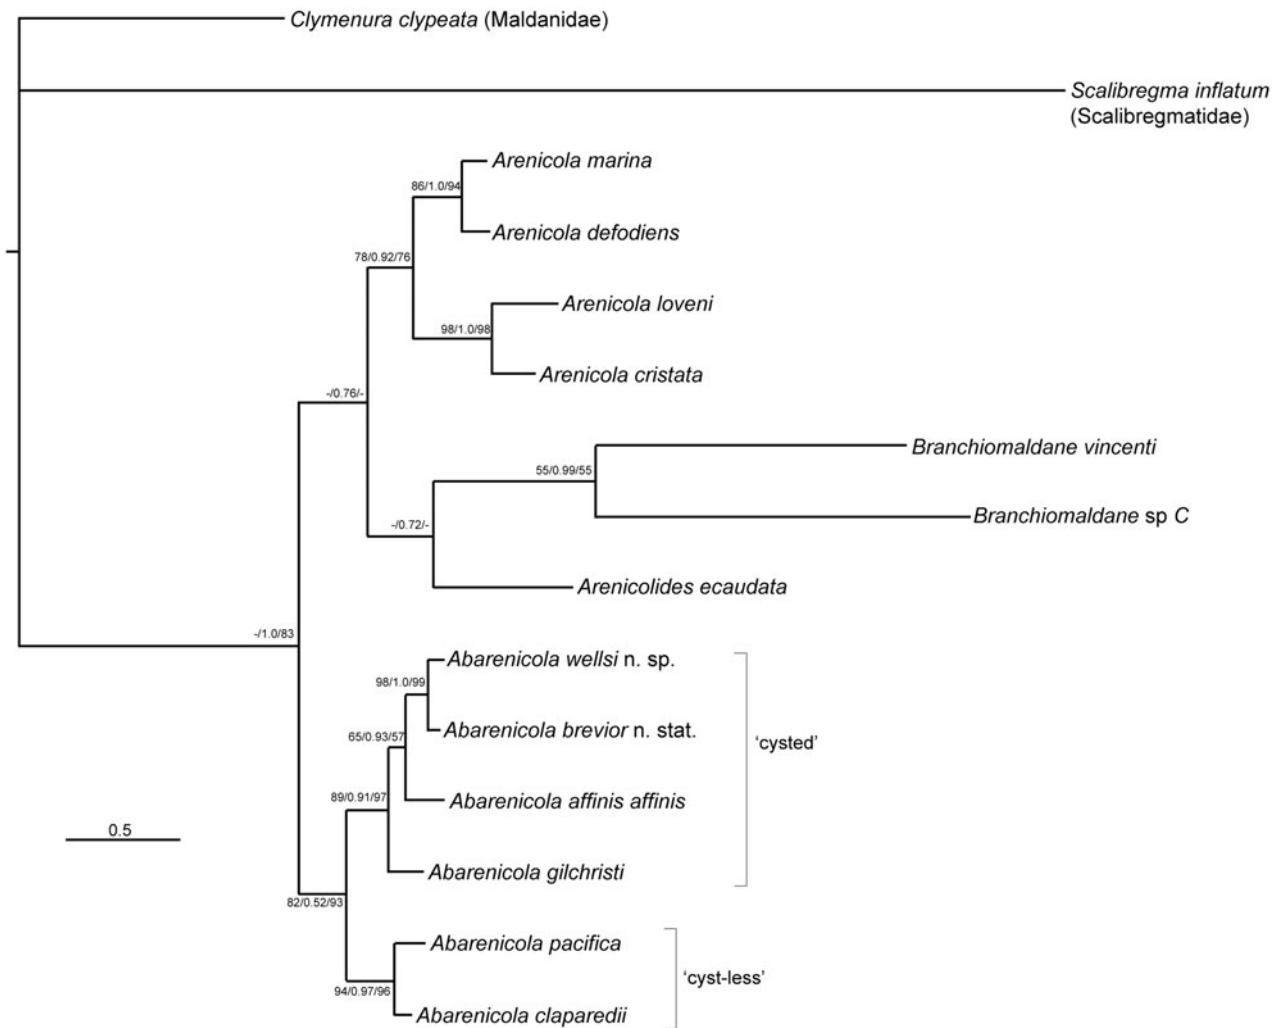 Clymenura clypeata (Maldanidae)
Scalibregma inflatum
(Scalibregmatidae)
Arenicola marina
86/1.0/94
Arenicola defodiens
78/0.92/76
Arenicola loveni
98/1.0/98
Arenicola cristata
-/0.76/-
Branchiomaldane vincenti
55/0.99/55
Branchiomaldane sp C
-/0.72/-
Arenicolides ecaudata
-/1.0/83
Abarenicola wellsi n. sp.
98/1.0/99
Abarenicola brevior n. stat.
65/0.93/57
‘cysted’
Abarenicola affinis affinis
89/0.91/97
0.5
Abarenicola gilchristi
82/0.52/93
Abarenicola pacifica
‘cyst-less’
94/0.97/96
Abarenicola claparedii